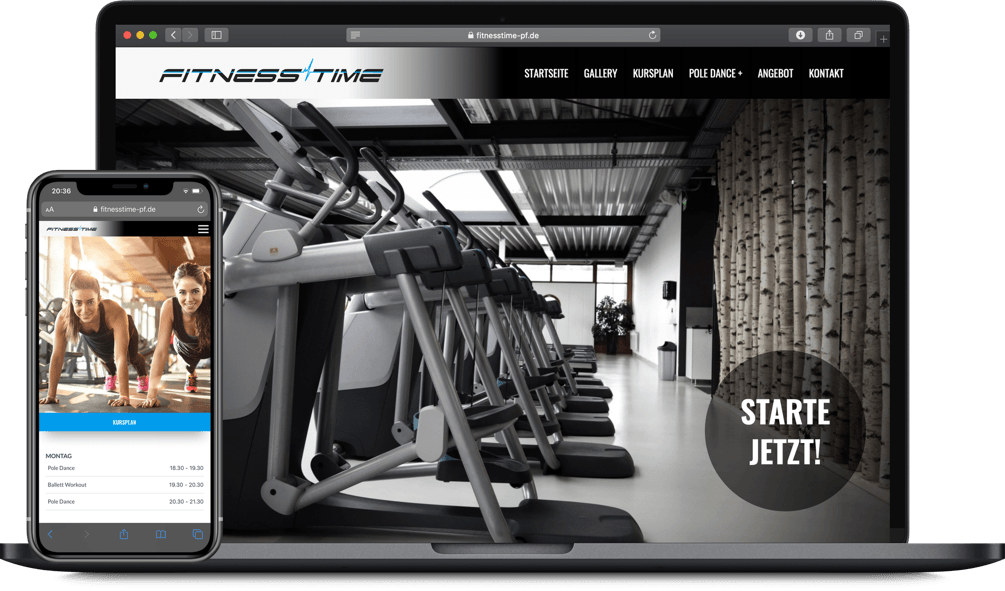 fitnesstime-pf.de
FITNESS TIME
STARTSEITE GALLERY KURSPLAN POLE DANCE + ANGEBOT KONTAKT
STARTE
JETZT!
20:36
AA fitnesstime-pf.de
FITNESS TIME
KURSPLAN
MONTAG
Pole Dance 18.30 - 19.30
Ballett Workout 19.30 - 20.30
Pole Dance 20.30 - 21.30